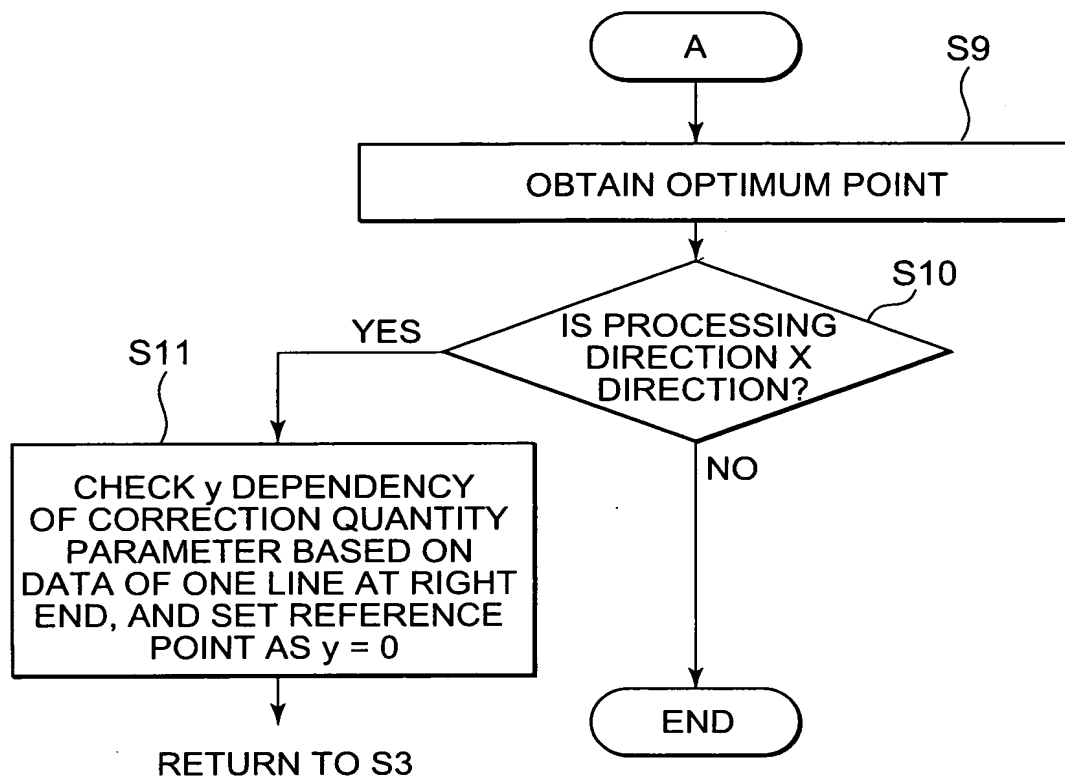 A
S9
OBTAIN OPTIMUM POINT
S10
IS PROCESSING
DIRECTION X
DIRECTION?
YES
NO
S11
CHECK y DEPENDENCY
OF CORRECTION QUANTITY
PARAMETER BASED ON
DATA OF ONE LINE AT RIGHT
END, AND SET REFERENCE
POINT AS y = 0
END
RETURN TO S3